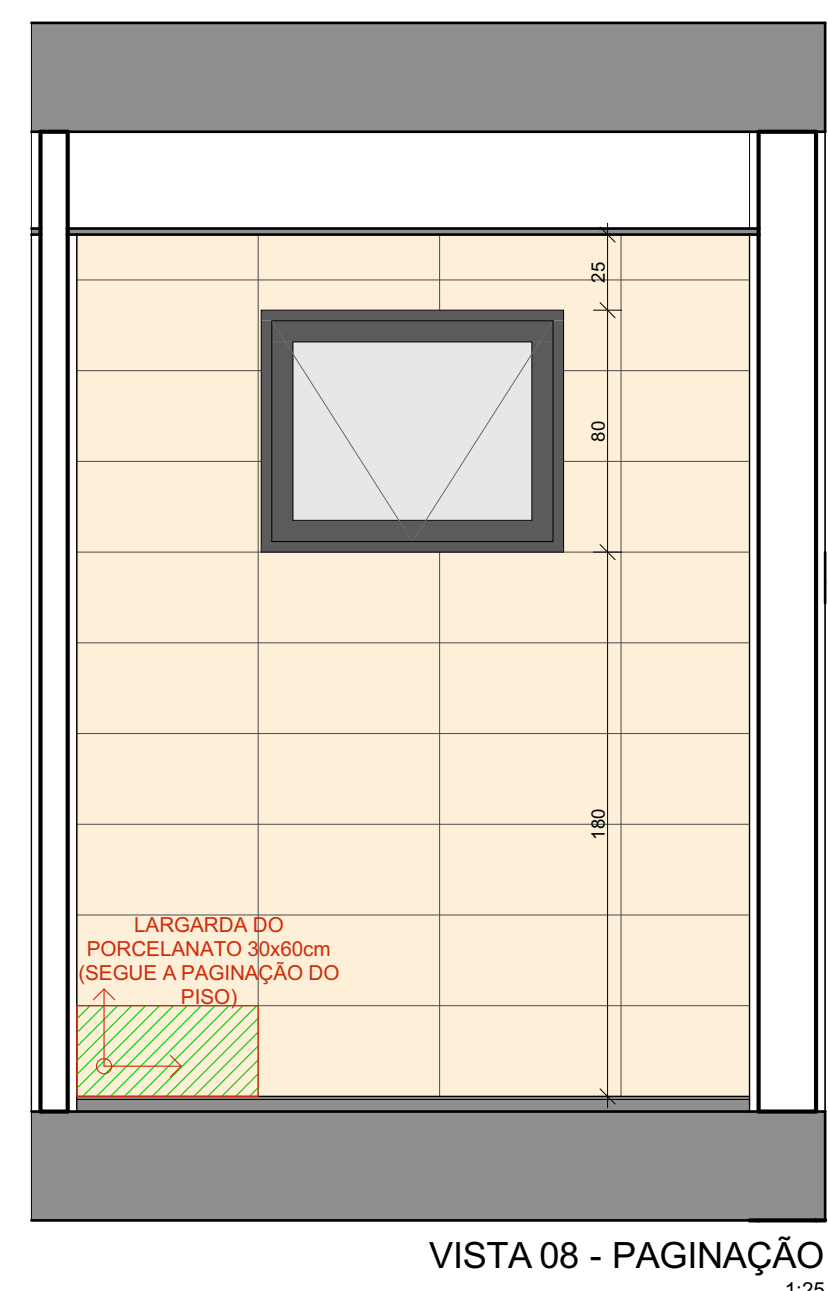 25
80
180
LARGARDA DO
PORCELANATO 30x60cm
(SEGUE A PAGINAÇÃO DO
PISO)
VISTA 08 - PAGINAÇÃO
1:25